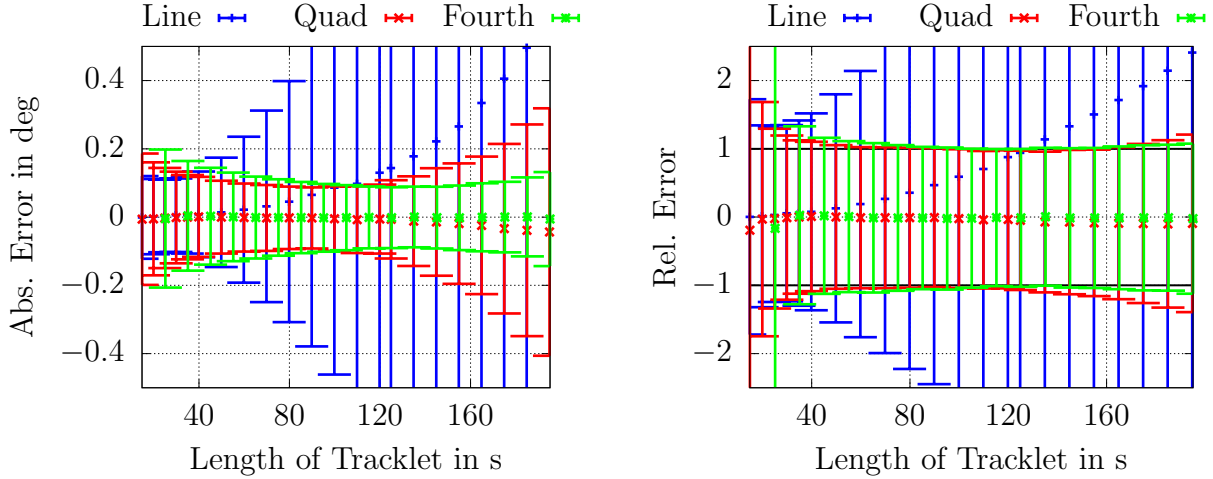 Line Quad Fourth
Abs. Error in deg
0.4
0.2
0
−0.2
−0.4
40 80 120 160
Length of Tracklet in s
Line Quad Fourth
Rel. Error
2
1
0
−1
−2
40 80 120 160
Length of Tracklet in s